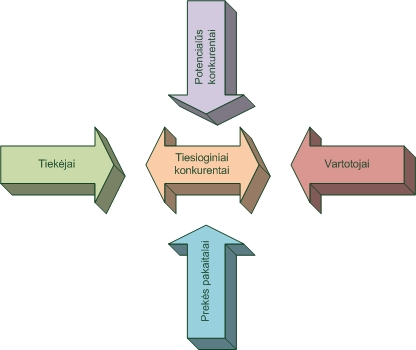 Potencialūs
konkurentai
Tiekėjai
Tiesioginiai
konkurentai
Vartotojai
Prekės pakaitalai